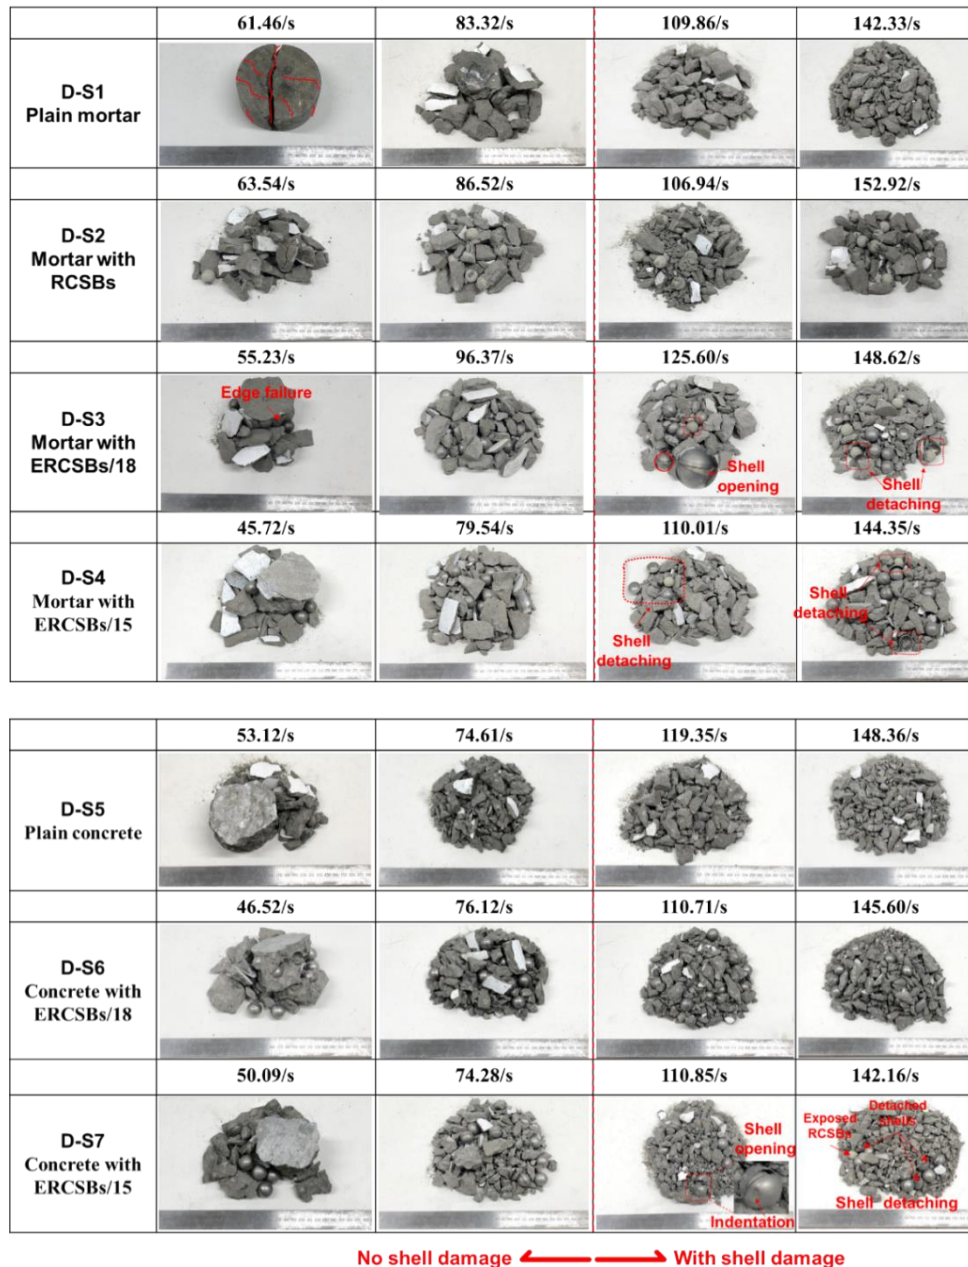 61.46/s
83.32/s
109.86/s
142.33/s
D-S1
Plain mortar
63.54/s
86.52/s
106.94/s
152.92/s
D-S2
Mortar with
RCSBs
55.23/s
96.37/s
125.60/s
148.62/s
D-S3
Mortar with
ERCSBs/18
Edge failure
Shell
opening
Shell
detaching
45.72/s
79.54/s
110.01/s
144.35/s
D-S4
Mortar with
ERCSBs/15
Shell
detaching
Shell
detaching
53.12/s
74.61/s
119.35/s
148.36/s
D-S5
Plain concrete
46.52/s
76.12/s
110.71/s
145.60/s
D-S6
Concrete with
ERCSBs/18
50.09/s
74.28/s
110.85/s
142.16/s
D-S7
Concrete with
ERCSBs/15
Shell
opening
Indentation
Exposed
RCSBs
Detached
shells
Shell detaching
No shell damage
With shell damage